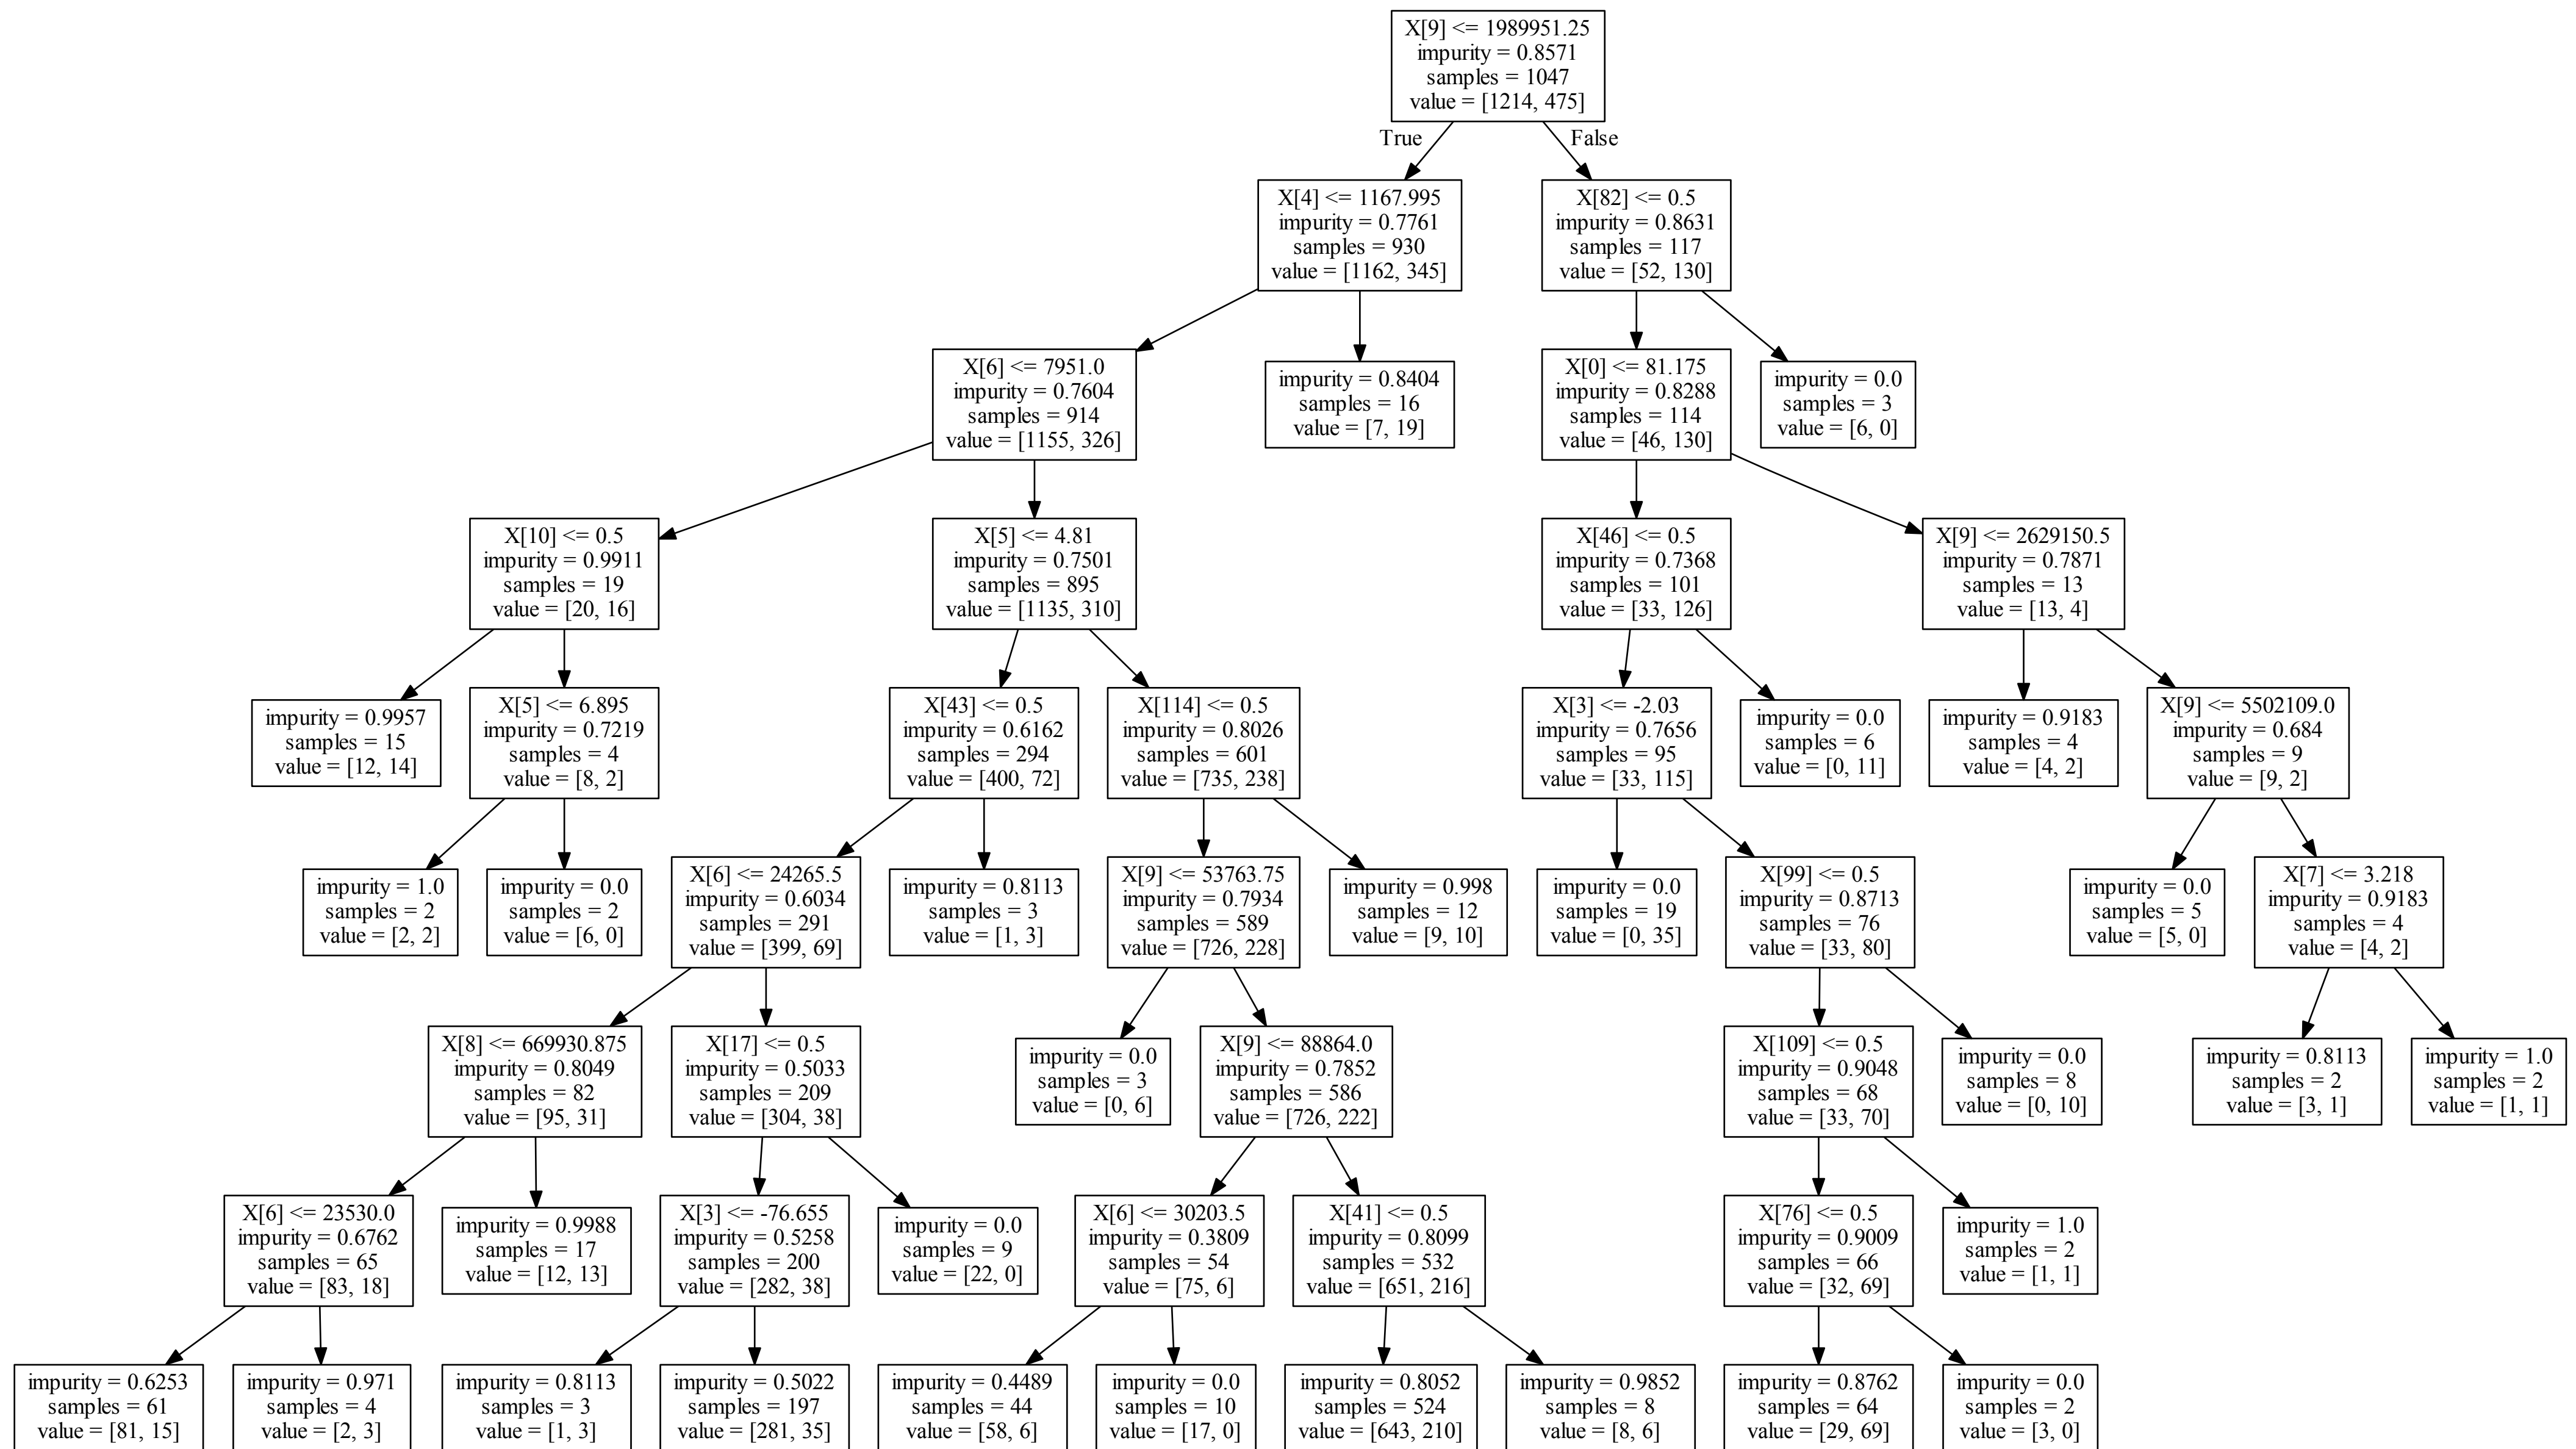 X[9] <= 1989951.25
impurity = 0.8571
samples = 1047
value = [1214, 475]
True
False
X[4] <= 1167.995
impurity = 0.7761
samples = 930
value = [1162, 345]
X[82] <= 0.5
impurity = 0.8631
samples = 117
value = [52, 130]
X[6] <= 7951.0
impurity = 0.7604
samples = 914
value = [1155, 326]
impurity = 0.8404
samples = 16
value = [7, 19]
X[0] <= 81.175
impurity = 0.8288
samples = 114
value = [46, 130]
impurity = 0.0
samples = 3
value = [6, 0]
X[10] <= 0.5
impurity = 0.9911
samples = 19
value = [20, 16]
X[5] <= 4.81
impurity = 0.7501
samples = 895
value = [1135, 310]
X[46] <= 0.5
impurity = 0.7368
samples = 101
value = [33, 126]
X[9] <= 2629150.5
impurity = 0.7871
samples = 13
value = [13, 4]
impurity = 0.9957
samples = 15
value = [12, 14]
X[5] <= 6.895
impurity = 0.7219
samples = 4
value = [8, 2]
X[43] <= 0.5
impurity = 0.6162
samples = 294
value = [400, 72]
X[114] <= 0.5
impurity = 0.8026
samples = 601
value = [735, 238]
X[3] <= -2.03
impurity = 0.7656
samples = 95
value = [33, 115]
impurity = 0.0
samples = 6
value = [0, 11]
impurity = 0.9183
samples = 4
value = [4, 2]
X[9] <= 5502109.0
impurity = 0.684
samples = 9
value = [9, 2]
impurity = 1.0
samples = 2
value = [2, 2]
impurity = 0.0
samples = 2
value = [6, 0]
X[6] <= 24265.5
impurity = 0.6034
samples = 291
value = [399, 69]
impurity = 0.8113
samples = 3
value = [1, 3]
X[9] <= 53763.75
impurity = 0.7934
samples = 589
value = [726, 228]
impurity = 0.998
samples = 12
value = [9, 10]
impurity = 0.0
samples = 19
value = [0, 35]
X[99] <= 0.5
impurity = 0.8713
samples = 76
value = [33, 80]
impurity = 0.0
samples = 5
value = [5, 0]
X[7] <= 3.218
impurity = 0.9183
samples = 4
value = [4, 2]
X[8] <= 669930.875
impurity = 0.8049
samples = 82
value = [95, 31]
X[17] <= 0.5
impurity = 0.5033
samples = 209
value = [304, 38]
impurity = 0.0
samples = 3
value = [0, 6]
X[9] <= 88864.0
impurity = 0.7852
samples = 586
value = [726, 222]
X[109] <= 0.5
impurity = 0.9048
samples = 68
value = [33, 70]
impurity = 0.0
samples = 8
value = [0, 10]
impurity = 0.8113
samples = 2
value = [3, 1]
impurity = 1.0
samples = 2
value = [1, 1]
X[6] <= 23530.0
impurity = 0.6762
samples = 65
value = [83, 18]
impurity = 0.9988
samples = 17
value = [12, 13]
X[3] <= -76.655
impurity = 0.5258
samples = 200
value = [282, 38]
impurity = 0.0
samples = 9
value = [22, 0]
X[6] <= 30203.5
impurity = 0.3809
samples = 54
value = [75, 6]
X[41] <= 0.5
impurity = 0.8099
samples = 532
value = [651, 216]
X[76] <= 0.5
impurity = 0.9009
samples = 66
value = [32, 69]
impurity = 1.0
samples = 2
value = [1, 1]
impurity = 0.6253
samples = 61
value = [81, 15]
impurity = 0.971
samples = 4
value = [2, 3]
impurity = 0.8113
samples = 3
value = [1, 3]
impurity = 0.5022
samples = 197
value = [281, 35]
impurity = 0.4489
samples = 44
value = [58, 6]
impurity = 0.0
samples = 10
value = [17, 0]
impurity = 0.8052
samples = 524
value = [643, 210]
impurity = 0.9852
samples = 8
value = [8, 6]
impurity = 0.8762
samples = 64
value = [29, 69]
impurity = 0.0
samples = 2
value = [3, 0]